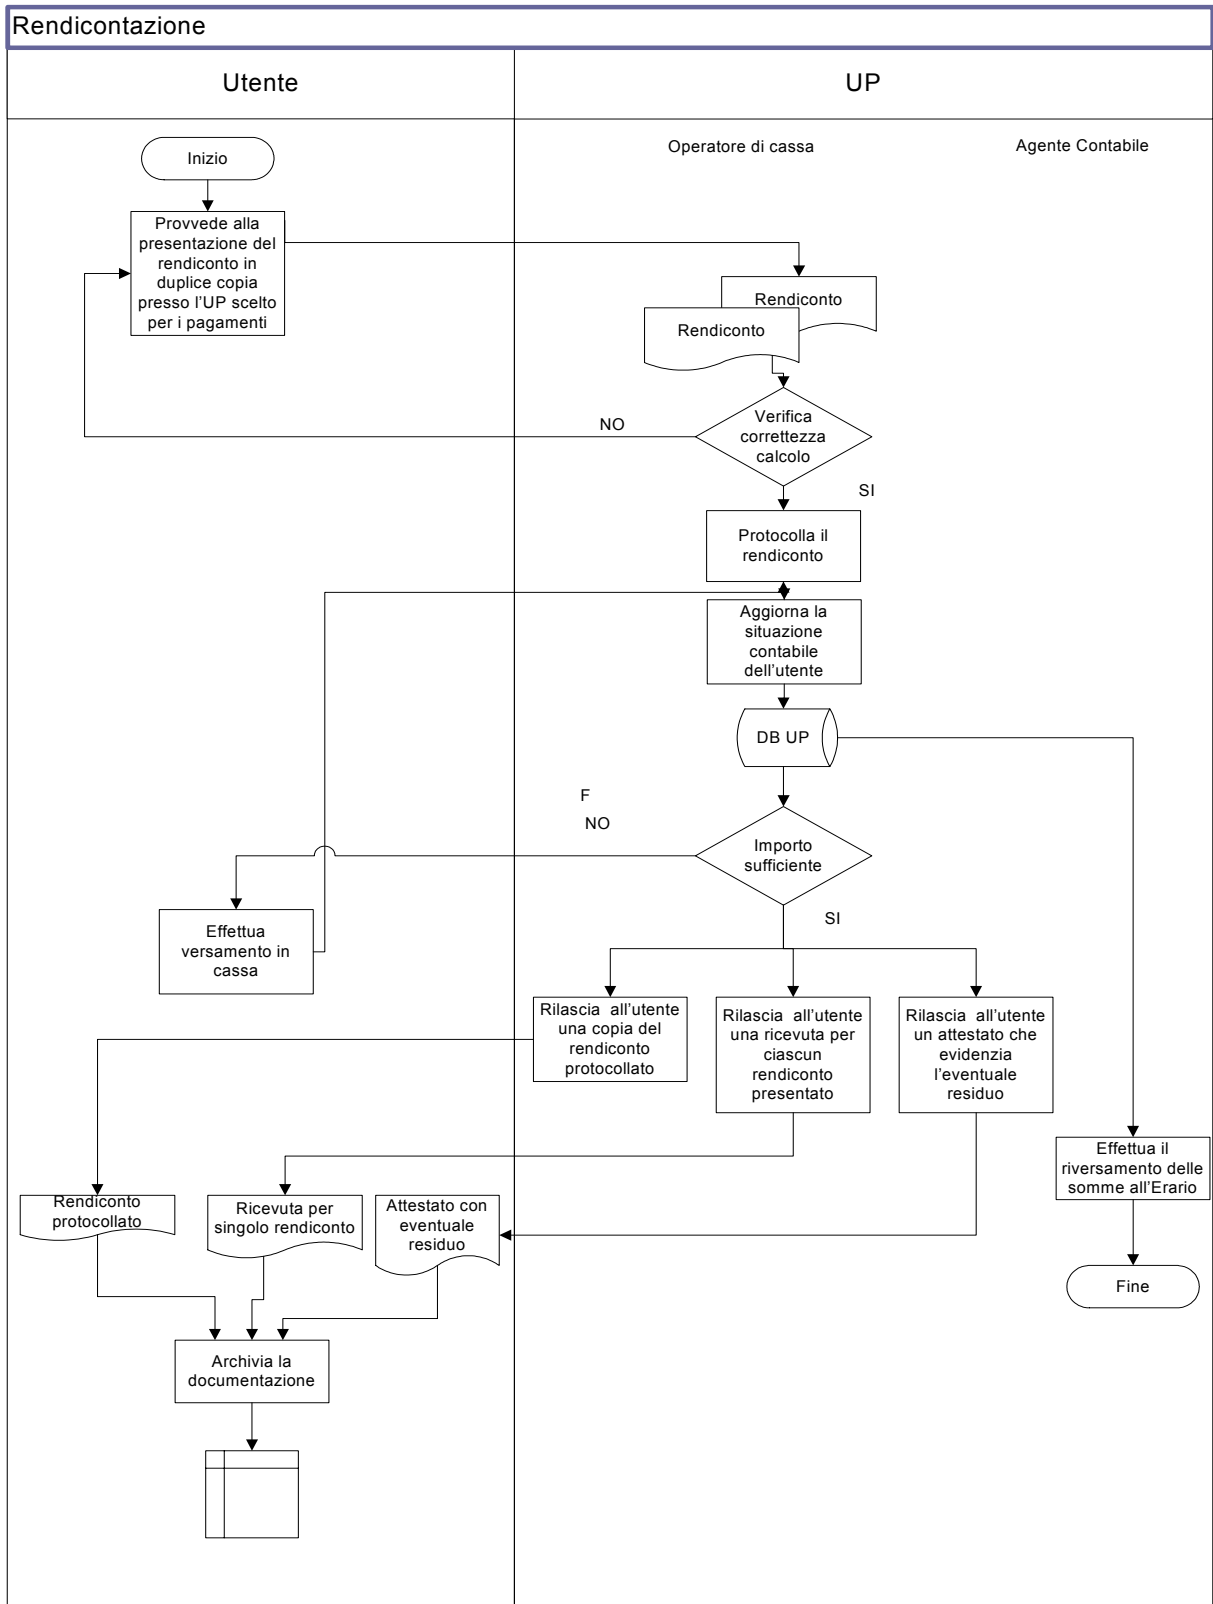 Rendicontazione
Utente
UP
Operatore di cassa
Agente Contabile
Inizio
Provvede alla
presentazione del
rendiconto in
duplice copia
presso l'UP scelto
per i pagamenti
Rendiconto
Rendiconto
Verifica
correttezza
calcolo
NO
SI
Protocolla il
rendiconto
Aggiorna la
situazione
contabile
dell'utente
DB UP
F
NO
Importo
sufficiente
SI
Effettua
versamento in
cassa
Rilascia all'utente
una copia del
rendiconto
protocollato
Rilascia all'utente
una ricevuta per
ciascun
rendiconto
presentato
Rilascia all'utente
un attestato che
evidenzia
l'eventuale
residuo
Effettua il
riversamento delle
somme all'Erario
Rendiconto
protocollato
Ricevuta per
singolo rendiconto
Attestato con
eventuale
residuo
Fine
Archivia la
documentazione